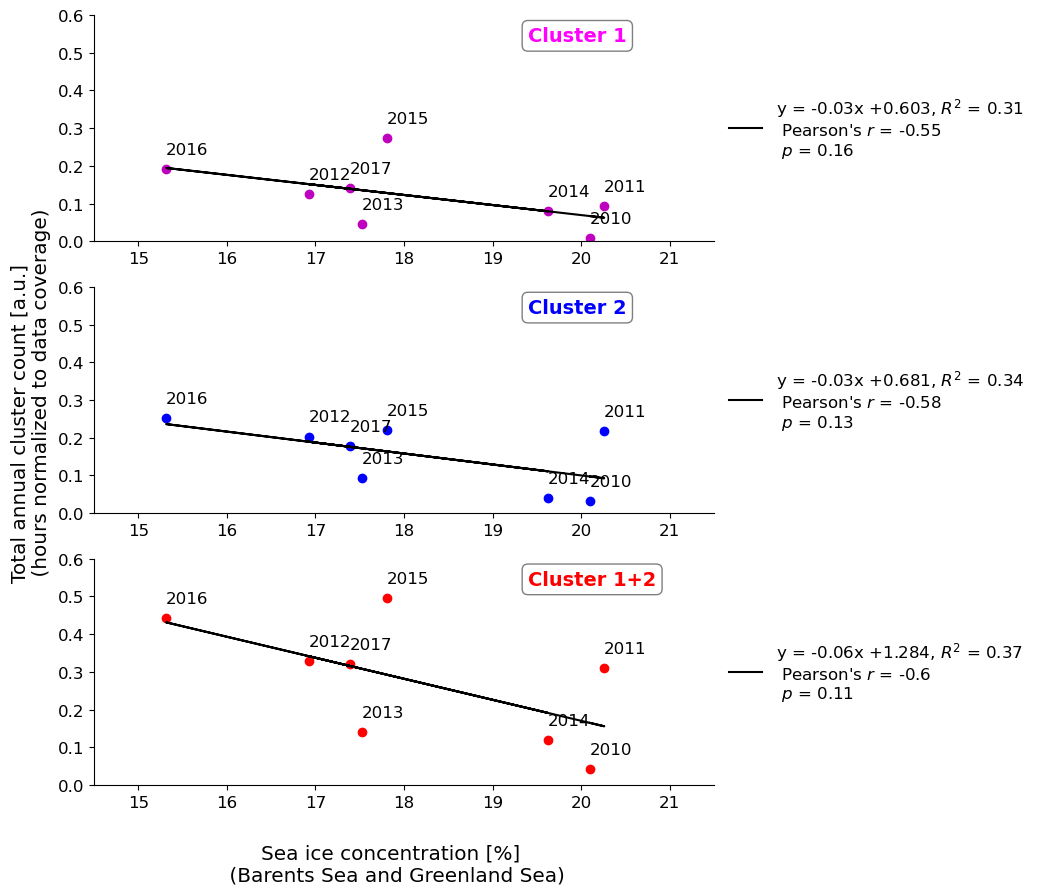 Total annual cluster count [a.u.]
(hours normalized to data coverage)
0.6
0.5
0.4
0.3
0.2
0.1
0.0
15 16 17 18 19 20 21
Cluster 1
2016
2012
2017
2013
2015
2014
2010
2011
y = -0.03x +0.603, R² = 0.31
Pearson's r = -0.55
p = 0.16
0.6
0.5
0.4
0.3
0.2
0.1
0.0
15 16 17 18 19 20 21
Cluster 2
2016
2012
2017
2013
2015
2014
2010
2011
y = -0.03x +0.681, R² = 0.34
Pearson's r = -0.58
p = 0.13
0.6
0.5
0.4
0.3
0.2
0.1
0.0
15 16 17 18 19 20 21
Cluster 1+2
2016
2012
2017
2013
2015
2014
2010
2011
y = -0.06x +1.284, R² = 0.37
Pearson's r = -0.6
p = 0.11
Sea ice concentration [%]
(Barents Sea and Greenland Sea)